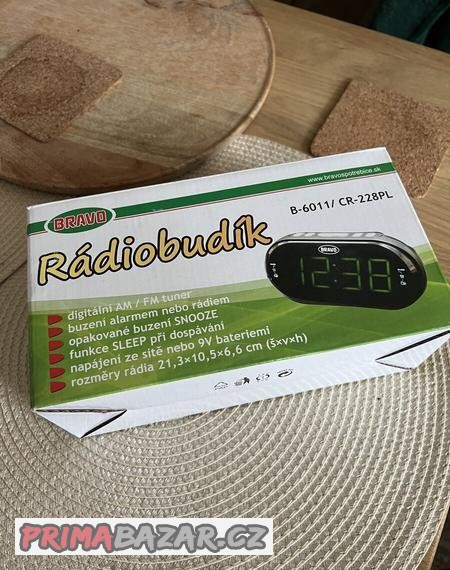 www.bravospotrebice.sk
BRAVO
B-6011/ CR-228PL
Rádiobudík
BRAVO
12:38
digitální AM / FM tuner
buzení alarmem nebo rádiem
opakované buzení SNOOZE
funkce SLEEP při dospávání
napájení ze sítě nebo 9V bateriemi
rozměry rádia 21,3×10,5×6,6 cm (š×v×h)
PRIMABAZAR.CZ